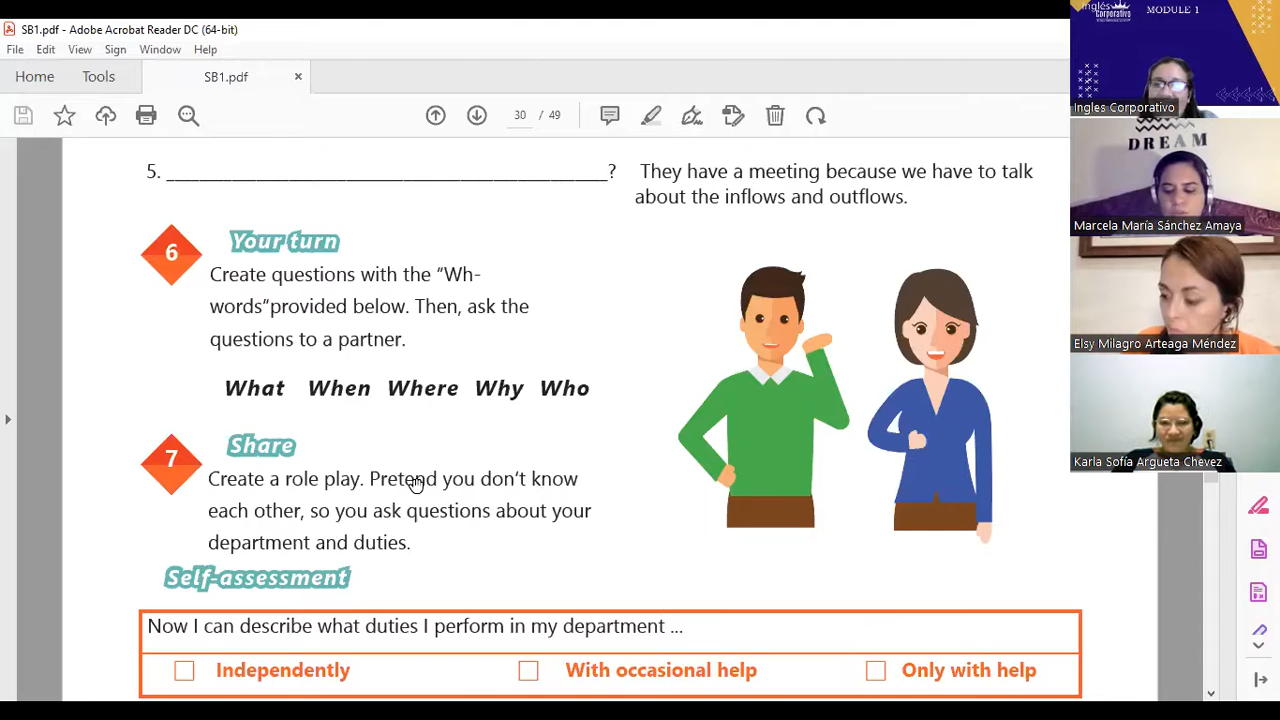 SB1.pdf - Adobe Acrobat Reader DC (64-bit)
File Edit View Sign Window Help
Home Tools SB1.pdf ×
30 / 49
5. ____________________________________________? They have a meeting because we have to talk
about the inflows and outflows.
6 Your turn
Create questions with the “Wh-
words“provided below. Then, ask the
questions to a partner.
What When Where Why Who
7 Share
Create a role play. Pretend you don’t know
each other, so you ask questions about your
department and duties.
Self-assessment
Now I can describe what duties I perform in my department ...
Independently With occasional help Only with help
Inglés
corporativo
MODULE 1
Ingles Corporativo
DREAM
Marcela María Sánchez Amaya
Elsy Milagro Arteaga Méndez
Karla Sofía Argueta Chevez